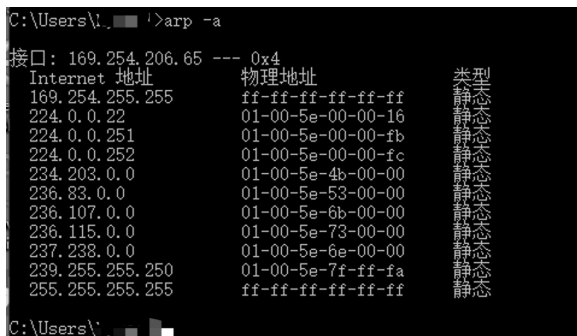 C:\Users\ >arp -a
接口: 169.254.206.65 --- 0x4
Internet 地址 物理地址 类型
169.254.255.255 ff-ff-ff-ff-ff-ff 静态
224.0.0.22 01-00-5e-00-00-16 静态
224.0.0.251 01-00-5e-00-00-fb 静态
224.0.0.252 01-00-5e-00-00-fc 静态
234.203.0.0 01-00-5e-4b-00-00 静态
236.83.0.0 01-00-5e-53-00-00 静态
236.107.0.0 01-00-5e-6b-00-00 静态
236.115.0.0 01-00-5e-73-00-00 静态
237.238.0.0 01-00-5e-6e-00-00 静态
239.255.255.250 01-00-5e-7f-ff-fa 静态
255.255.255.255 ff-ff-ff-ff-ff-ff 静态
C:\Users\